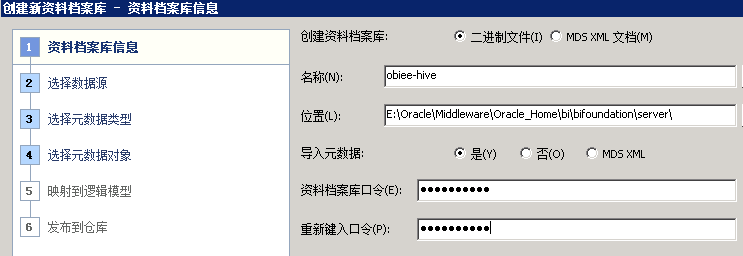 创建新资料档案库 - 资料档案库信息
1 资料档案库信息
2 选择数据源
3 选择元数据类型
4 选择元数据对象
5 映射到逻辑模型
6 发布到仓库
创建资料档案库: 二进制文件(I) MDS XML 文档(M)
名称(N): obiee-hive
位置(L): E:\Oracle\Middleware\Oracle_Home\bi\bifoundation\server\
导入元数据: 是(Y) 否(O) MDS XML
资料档案库口令(E): ●●●●●●●●●●
重新键入口令(P): ●●●●●●●●●●